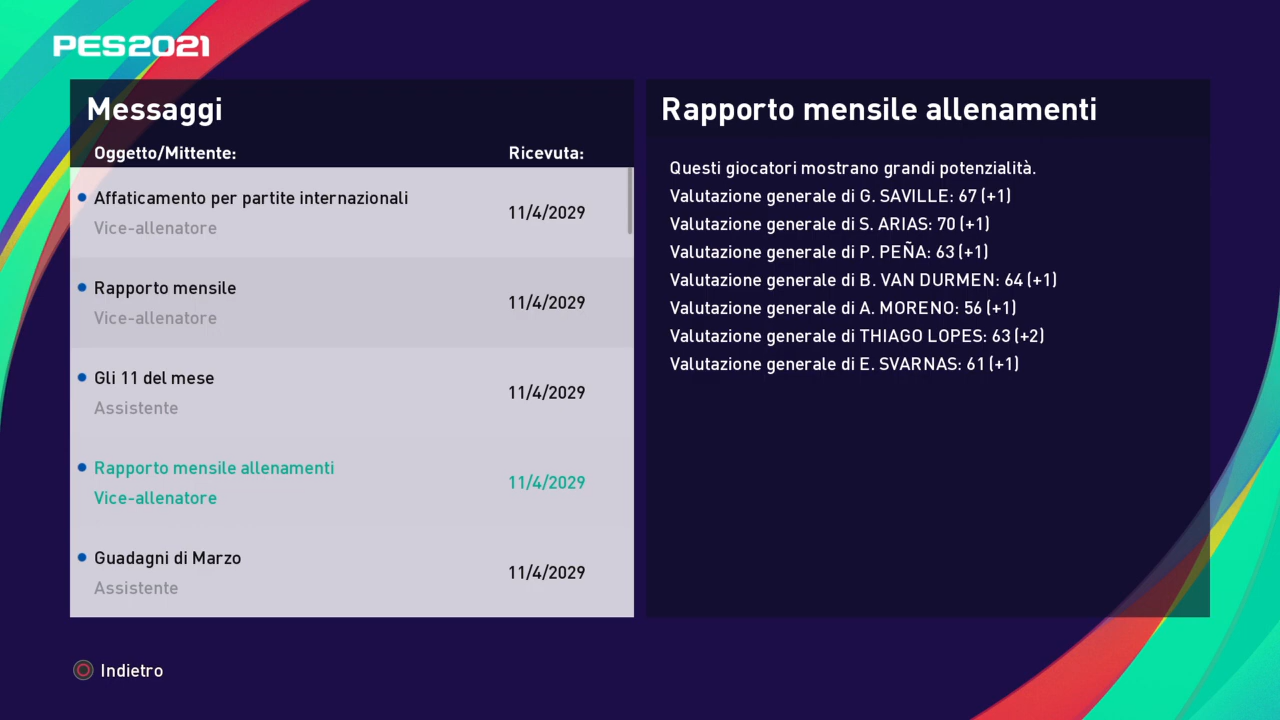 PES2021
Messaggi
Oggetto/Mittente: Ricevuta:
Affaticamento per partite internazionali
Vice-allenatore
11/4/2029
Rapporto mensile
Vice-allenatore
11/4/2029
Gli 11 del mese
Assistente
11/4/2029
Rapporto mensile allenamenti
Vice-allenatore
11/4/2029
Guadagni di Marzo
Assistente
11/4/2029
Rapporto mensile allenamenti
Questi giocatori mostrano grandi potenzialità.
Valutazione generale di G. SAVILLE: 67 (+1)
Valutazione generale di S. ARIAS: 70 (+1)
Valutazione generale di P. PEÑA: 63 (+1)
Valutazione generale di B. VAN DURMEN: 64 (+1)
Valutazione generale di A. MORENO: 56 (+1)
Valutazione generale di THIAGO LOPES: 63 (+2)
Valutazione generale di E. SVARNAS: 61 (+1)
Indietro